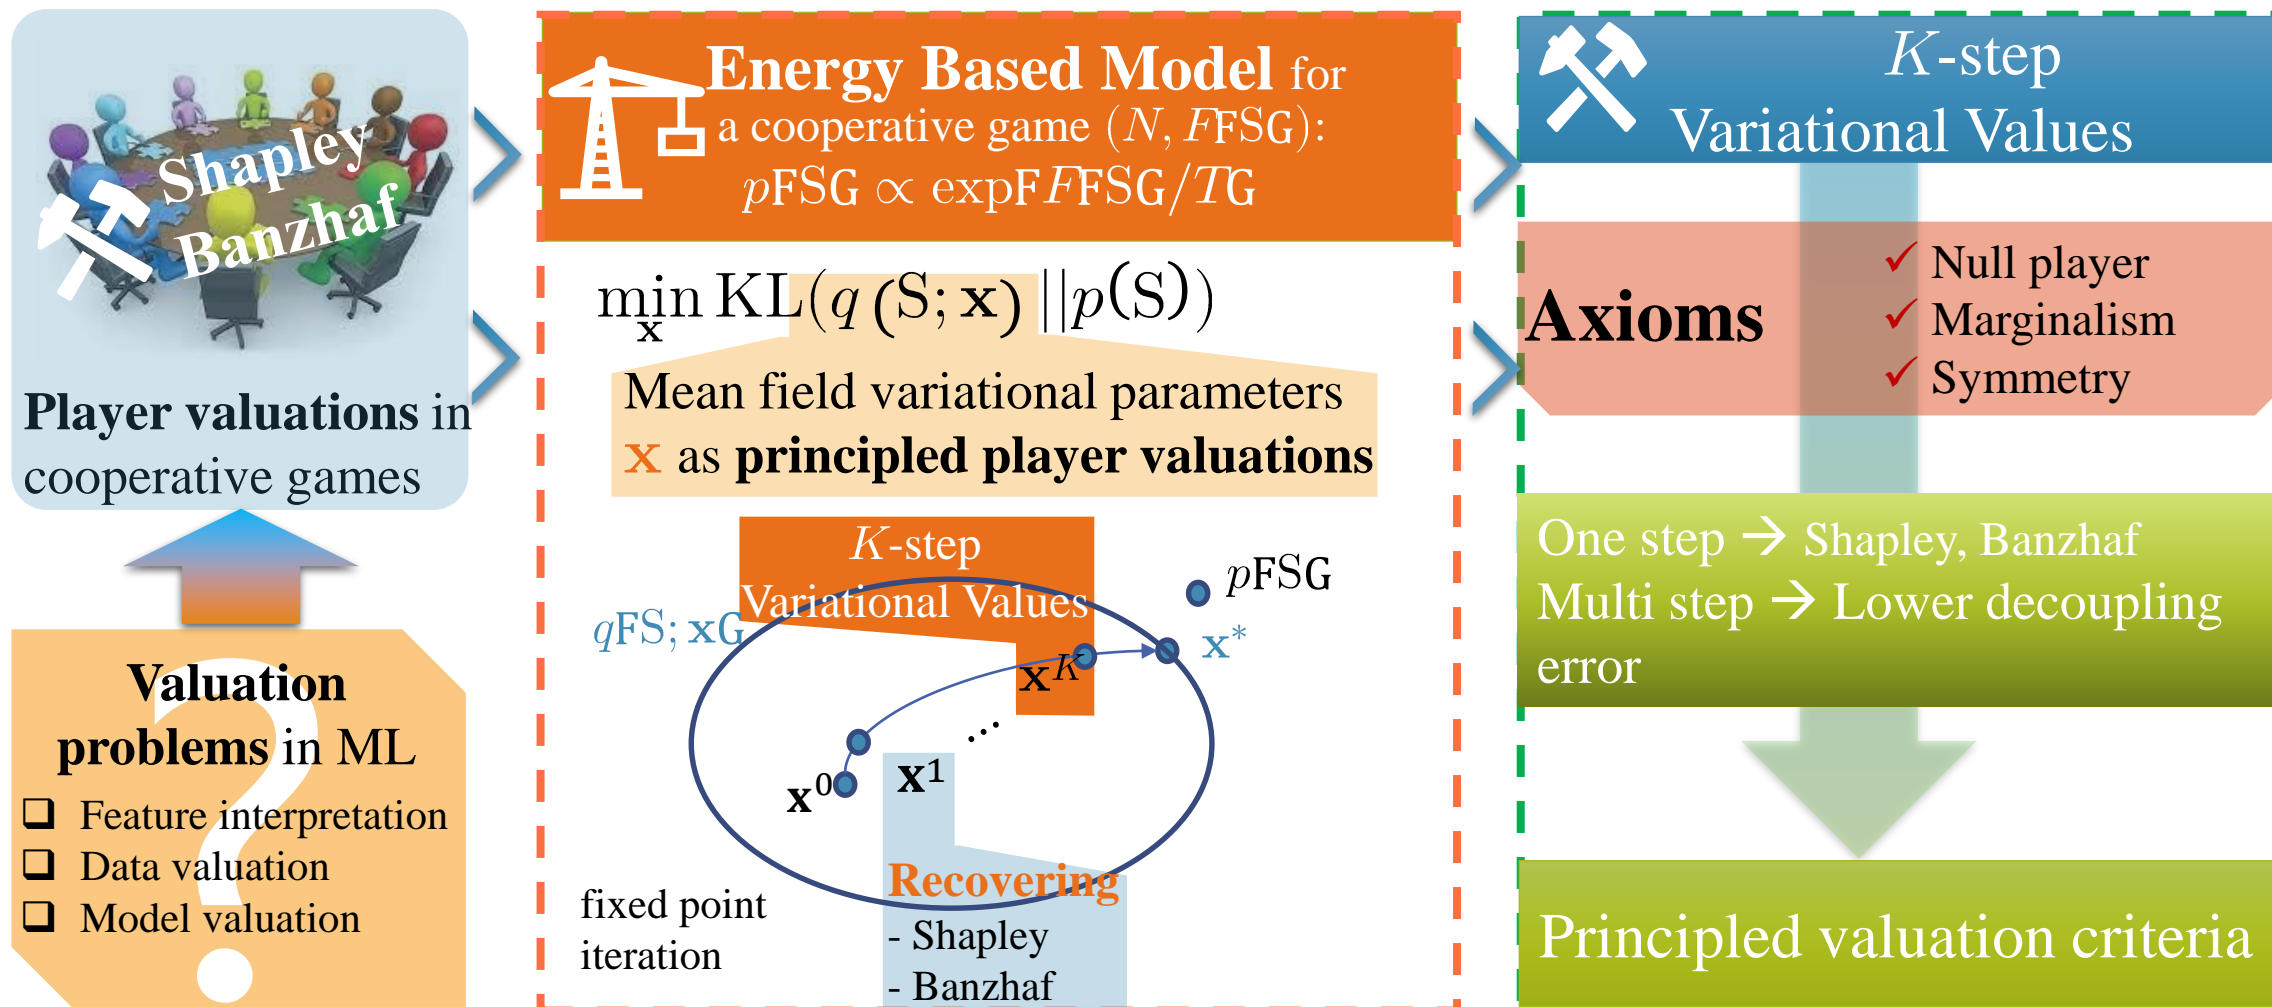 Shapley
Banzhaf
Player valuations in
cooperative games
Valuation
problems in ML
❑ Feature interpretation
❑ Data valuation
❑ Model valuation
Energy Based Model for
a cooperative game (N, FFSG):
pFSG ∝ expFFFSG/TG
min KL(q (S; x) ||p(S))
x
Mean field variational parameters
x as principled player valuations
K-step
Variational Values
pFSG
qFS; xG
x*
x^K
...
x^0
x^1
fixed point
iteration
Recovering
- Shapley
- Banzhaf
K-step
Variational Values
Axioms
✓ Null player
✓ Marginalism
✓ Symmetry
One step → Shapley, Banzhaf
Multi step → Lower decoupling
error
Principled valuation criteria